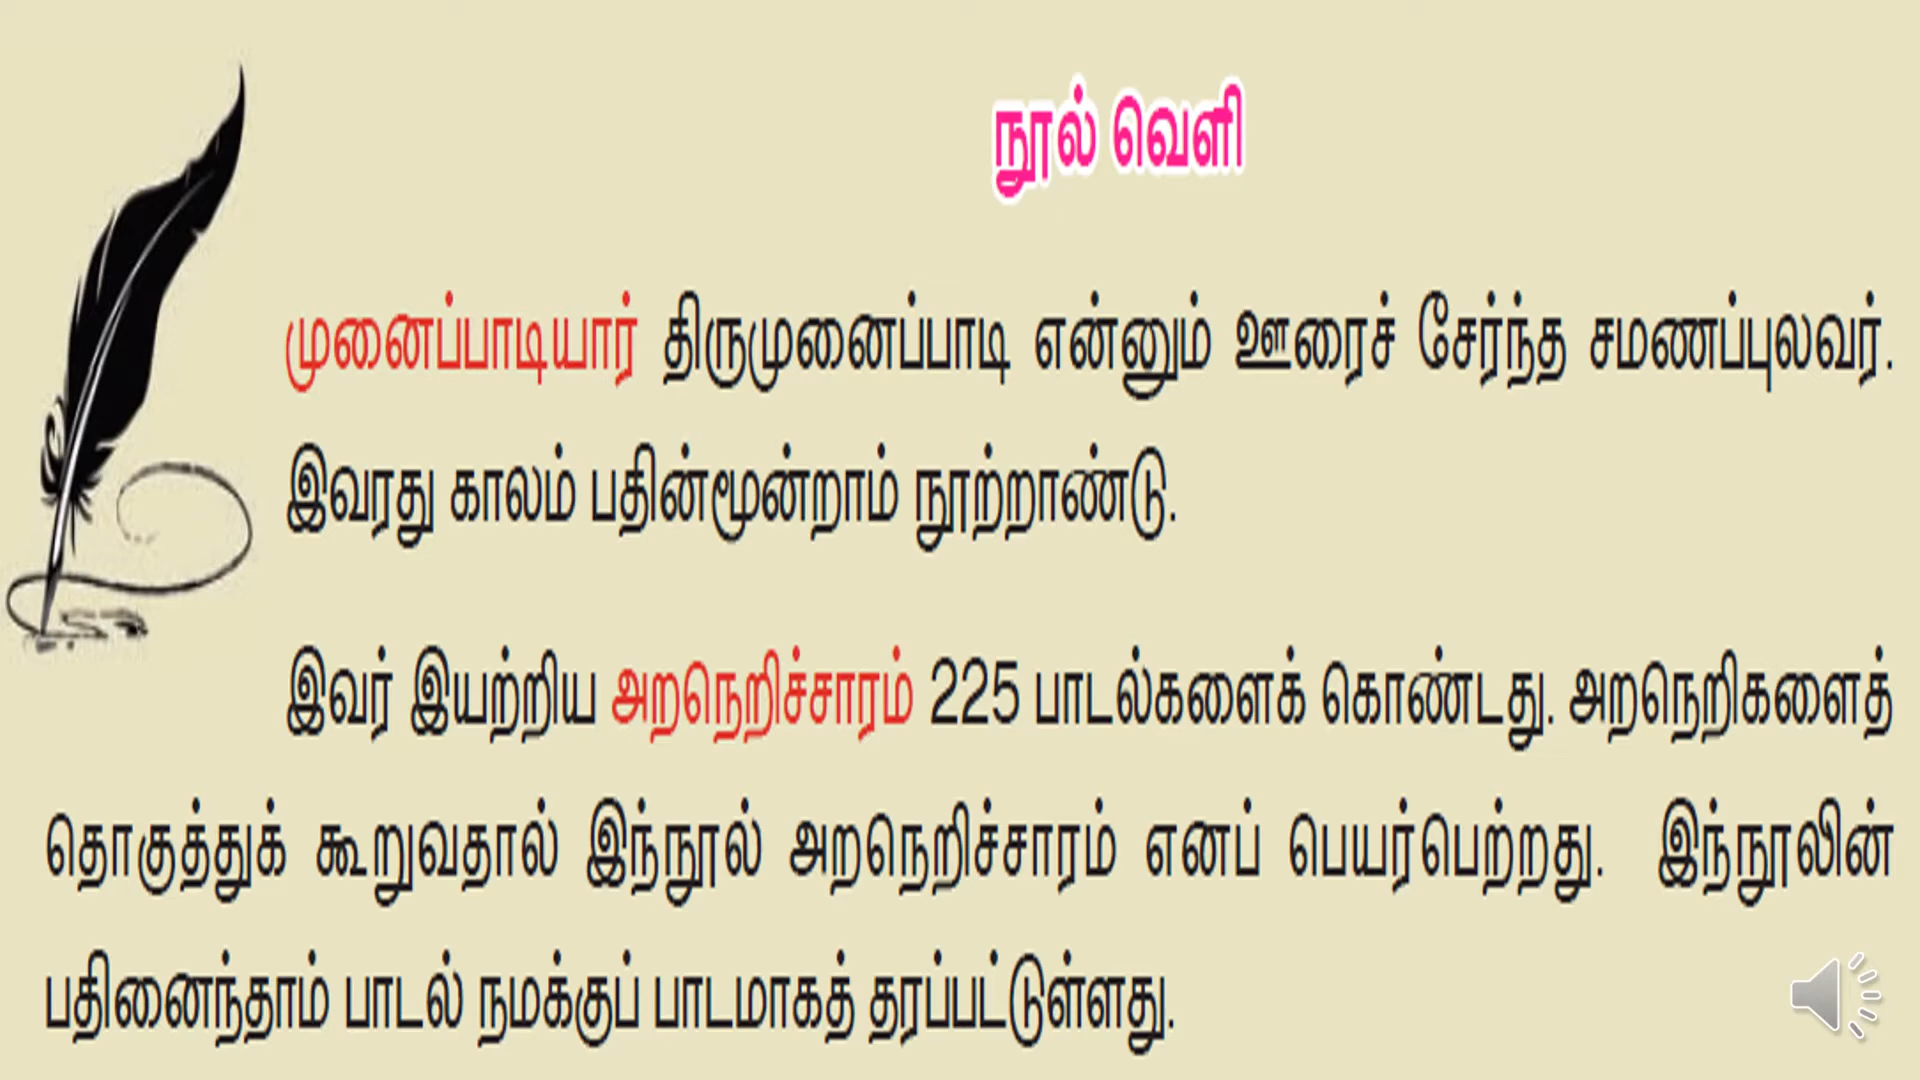 நூல் வெளி
முனைப்பாடியார் திருமுனைப்பாடி என்னும் ஊரைச் சேர்ந்த சமணப்புலவர்.
இவரது காலம் பதின்மூன்றாம் நூற்றாண்டு.
இவர் இயற்றிய அறநெறிச்சாரம் 225 பாடல்களைக் கொண்டது. அறநெறிகளைத்
தொகுத்துக் கூறுவதால் இந்நூல் அறநெறிச்சாரம் எனப் பெயர்பெற்றது. இந்நூலின்
பதினைந்தாம் பாடல் நமக்குப் பாடமாகத் தரப்பட்டுள்ளது.